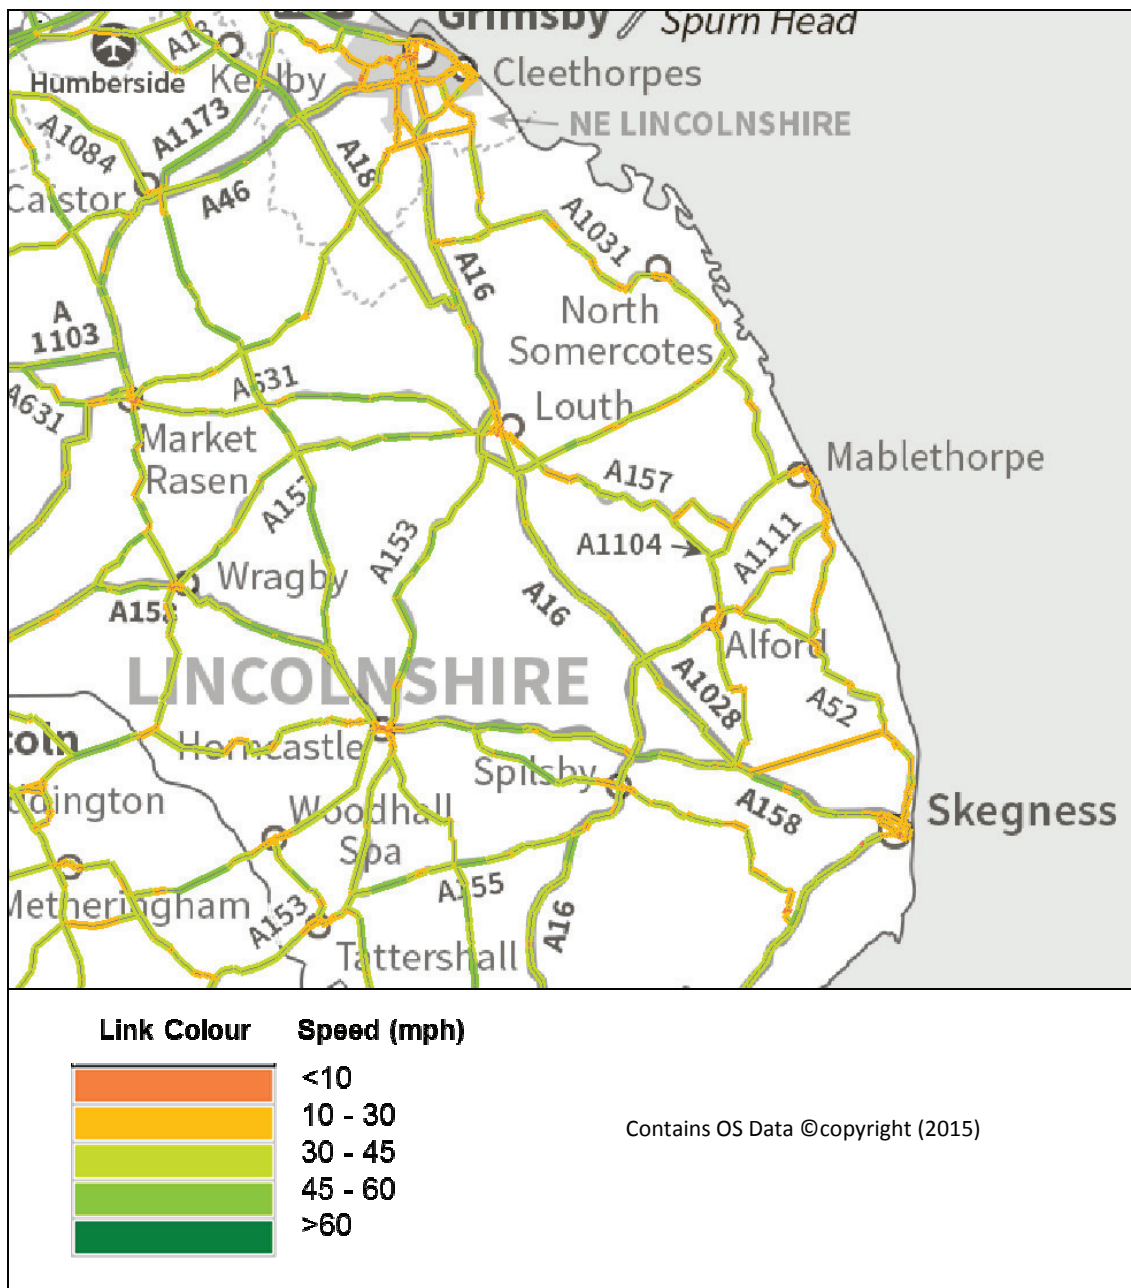 Grimsby
Spurn Head
A18
Humberside
Keelby
Cleethorpes
NE LINCOLNSHIRE
A1173
A1084
A18
Caistor
A46
A1031
A16
A
1103
North
Somercotes
A631
A631
Louth
Market
Rasen
Mablethorpe
A157
A157
A1111
A153
A1104
Wragby
A158
A16
Alford
LINCOLNSHIRE
A1028
A52
coln
Horncastle
Spilsby
ddington
Woodhall
Spa
A158
Skegness
A155
Metheringham
A153
A16
Tattershall
Link Colour Speed (mph)
<10
10 - 30
30 - 45
45 - 60
>60
Contains OS Data ©copyright (2015)